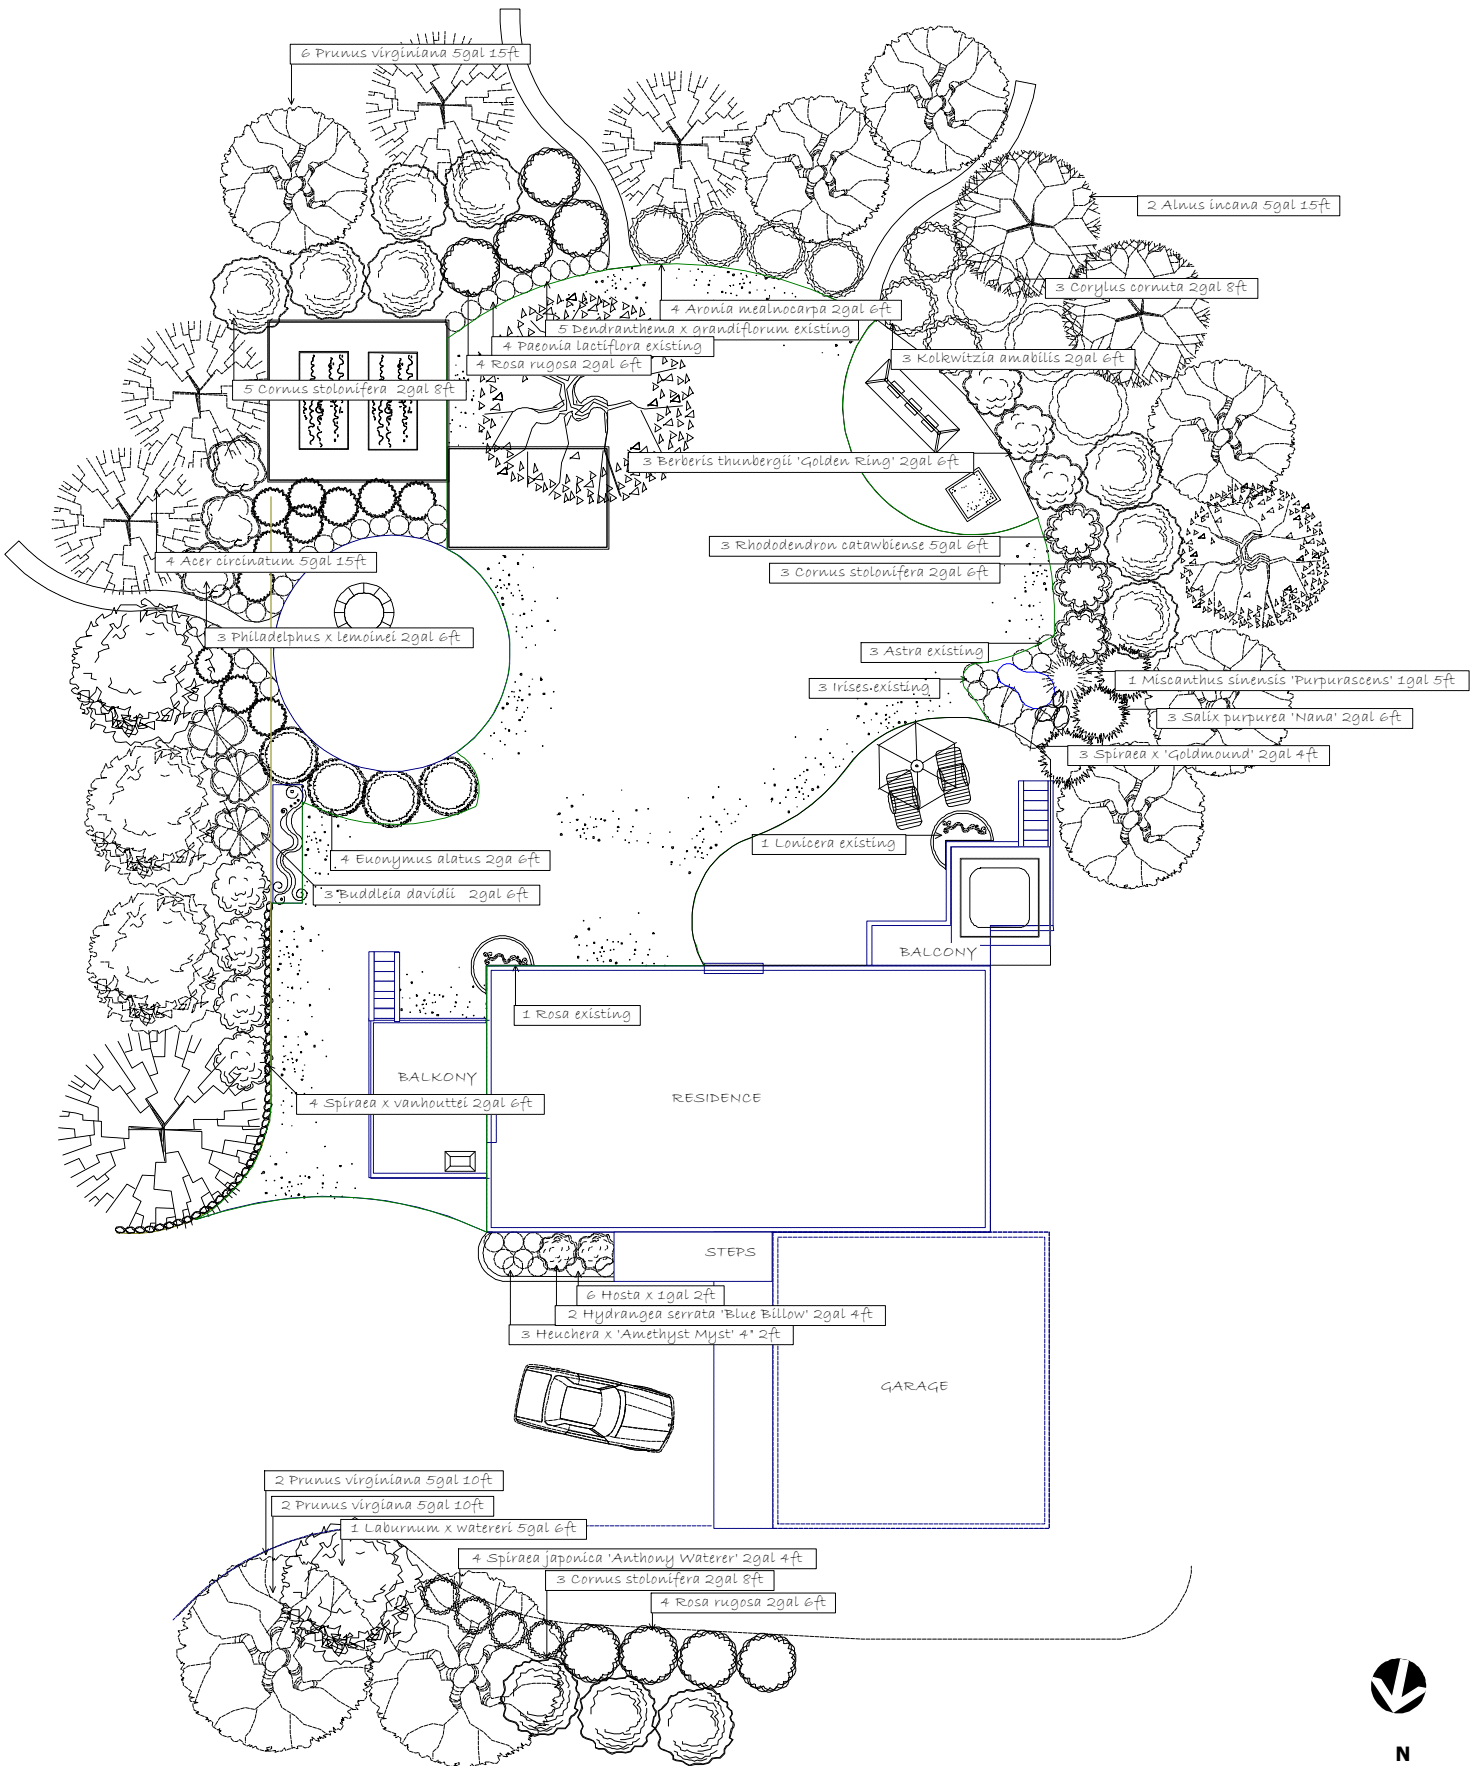 6 Prunus virginiana 5gal 15ft
2 Alnus incana 5gal 15ft
3 Corylus cornuta 2gal 8ft
4 Aronia mealnocarpa 2gal 6ft
5 Dendranthema x grandiflorum existing
4 Paeonia lactiflora existing
3 Kolkwitzia amabilis 2gal 6ft
4 Rosa rugosa 2gal 6ft
5 Cornus stolonifera 2gal 8ft
3 Berberis thunbergii 'Golden Ring' 2gal 6ft
3 Rhododendron catawbiense 5gal 6ft
4 Acer circinatum 5gal 15ft
3 Cornus stolonifera 2gal 6ft
3 Philadelphus x lemoinei 2gal 6ft
3 Astra existing
1 Miscanthus sinensis 'Purpurascens' 1gal 5ft
3 Irises existing
3 Salix purpurea 'Nana' 2gal 6ft
3 Spiraea x 'Goldmound' 2gal 4ft
1 Lonicera existing
4 Euonymus alatus 2ga 6ft
3 Buddleia davidii 2gal 6ft
BALCONY
1 Rosa existing
BALKONY
RESIDENCE
4 Spiraea x vanhouttei 2gal 6ft
STEPS
6 Hosta x 1gal 2ft
2 Hydrangea serrata 'Blue Billow' 2gal 4ft
3 Heuchera x 'Amethyst Myst' 4" 2ft
GARAGE
2 Prunus virginiana 5gal 10ft
2 Prunus virgiana 5gal 10ft
1 Laburnum x watereri 5gal 6ft
4 Spiraea japonica 'Anthony Waterer' 2gal 4ft
3 Cornus stolonifera 2gal 8ft
4 Rosa rugosa 2gal 6ft
N